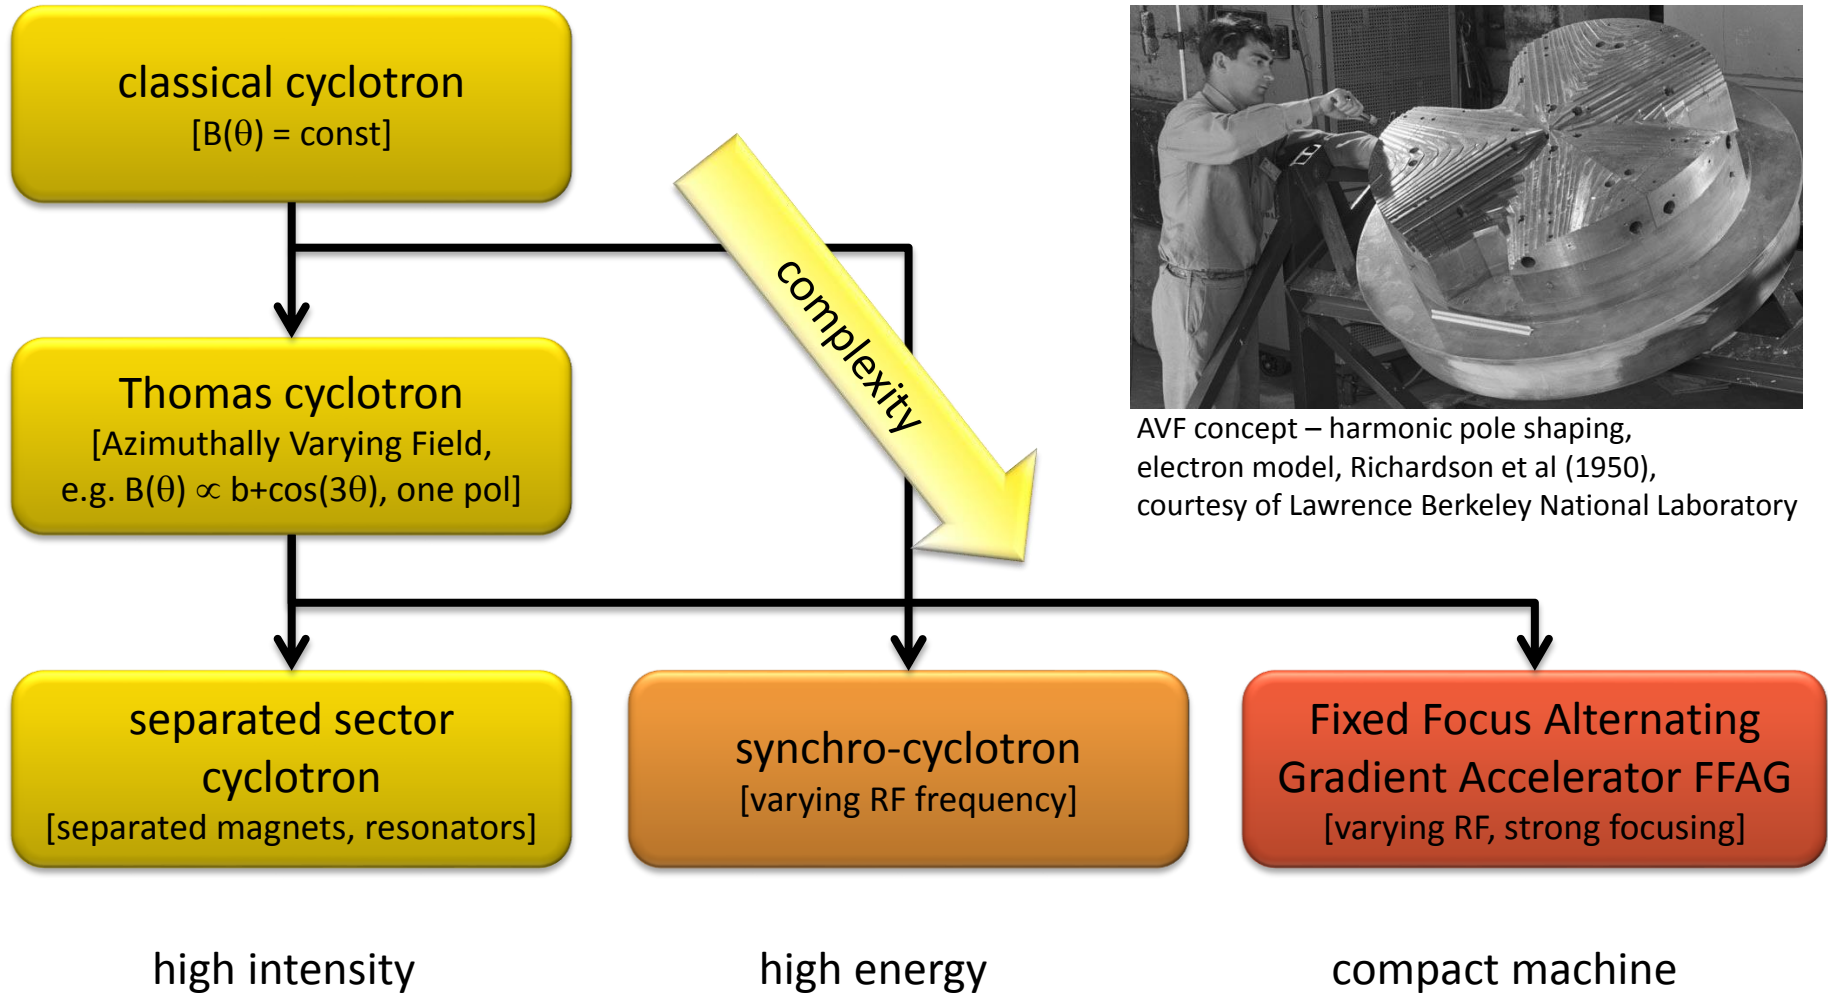 classical cyclotron
[B(θ) = const]
complexity
Thomas cyclotron
[Azimuthally Varying Field,
e.g. B(θ) ∝ b+cos(3θ), one pol]
AVF concept – harmonic pole shaping,
electron model, Richardson et al (1950),
courtesy of Lawrence Berkeley National Laboratory
separated sector
cyclotron
[separated magnets, resonators]
synchro-cyclotron
[varying RF frequency]
Fixed Focus Alternating
Gradient Accelerator FFAG
[varying RF, strong focusing]
high intensity
high energy
compact machine